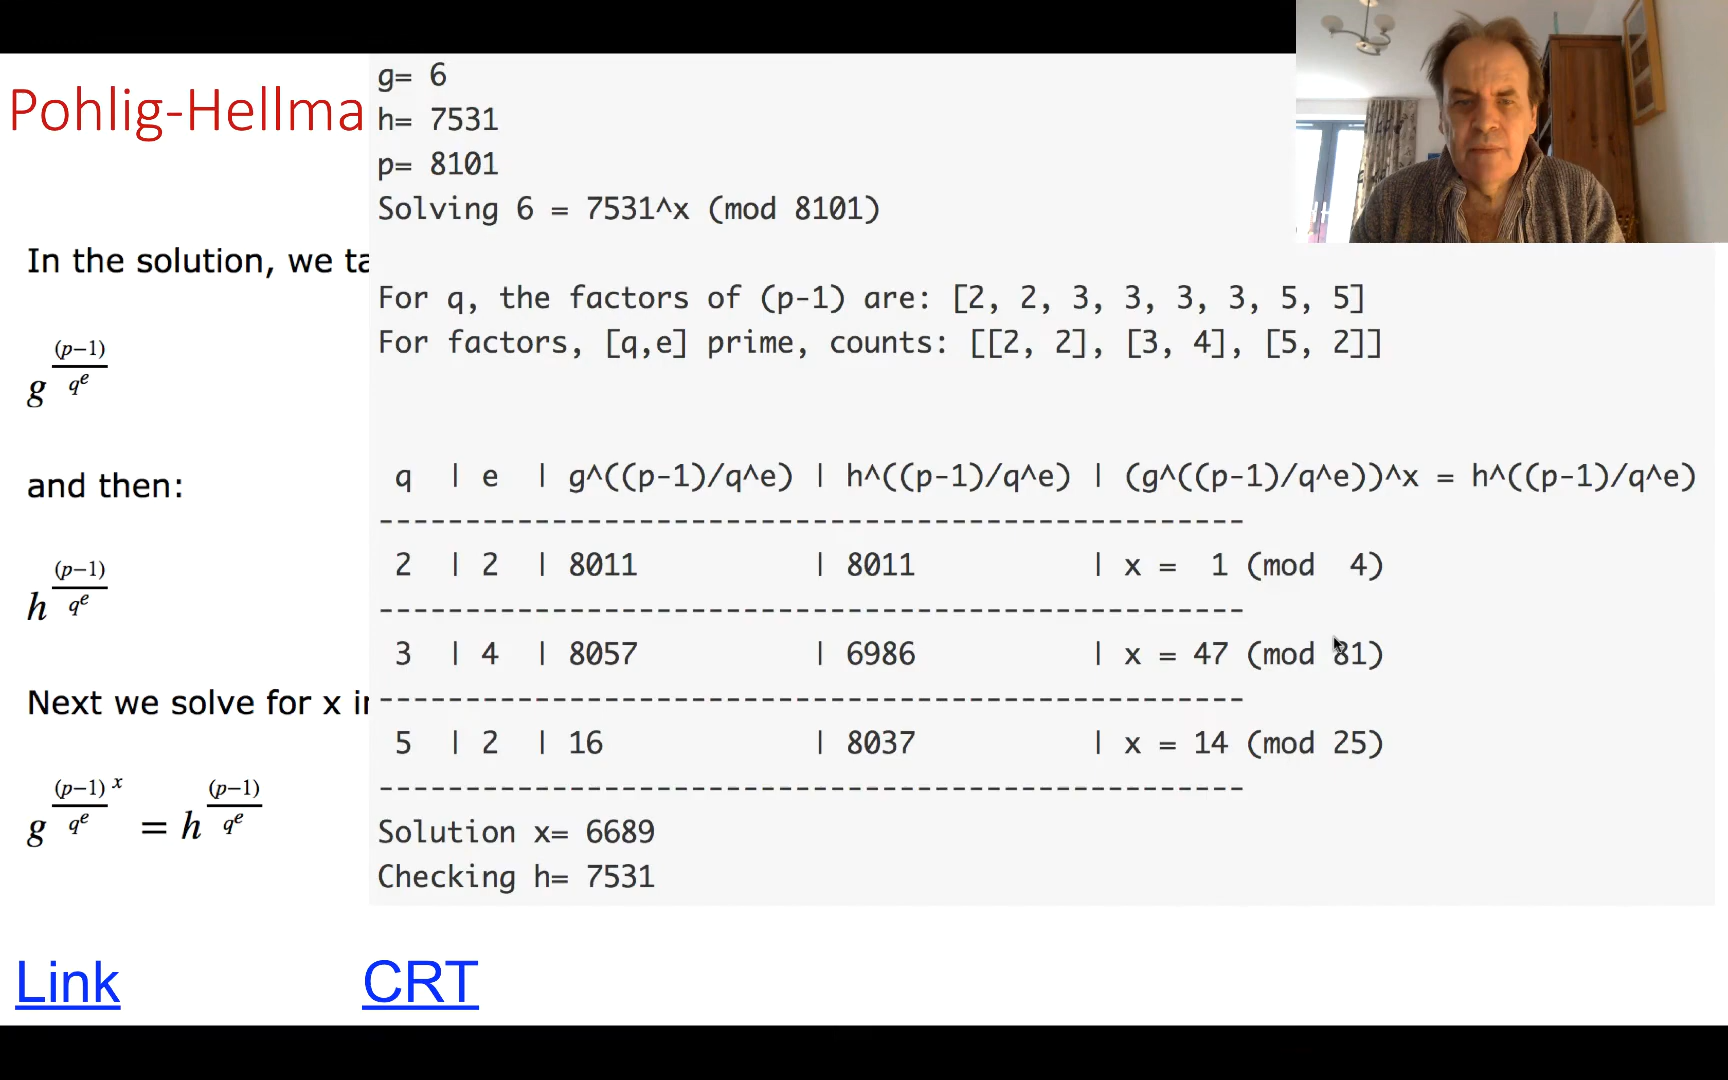 Pohlig-Hellma
In the solution, we ta
g^((p−1)/q^e)
and then:
h^((p−1)/q^e)
Next we solve for x in
g^((p−1)/q^e)^x = h^((p−1)/q^e)
g= 6
h= 7531
p= 8101
Solving 6 = 7531^x (mod 8101)
For q, the factors of (p-1) are: [2, 2, 3, 3, 3, 3, 5, 5]
For factors, [q,e] prime, counts: [[2, 2], [3, 4], [5, 2]]
q | e | g^((p-1)/q^e) | h^((p-1)/q^e) | (g^((p-1)/q^e))^x = h^((p-1)/q^e)
--------------------------------------------------
2 | 2 | 8011 | 8011 | x = 1 (mod 4)
--------------------------------------------------
3 | 4 | 8057 | 6986 | x = 47 (mod 81)
--------------------------------------------------
5 | 2 | 16 | 8037 | x = 14 (mod 25)
--------------------------------------------------
Solution x= 6689
Checking h= 7531
Link
CRT